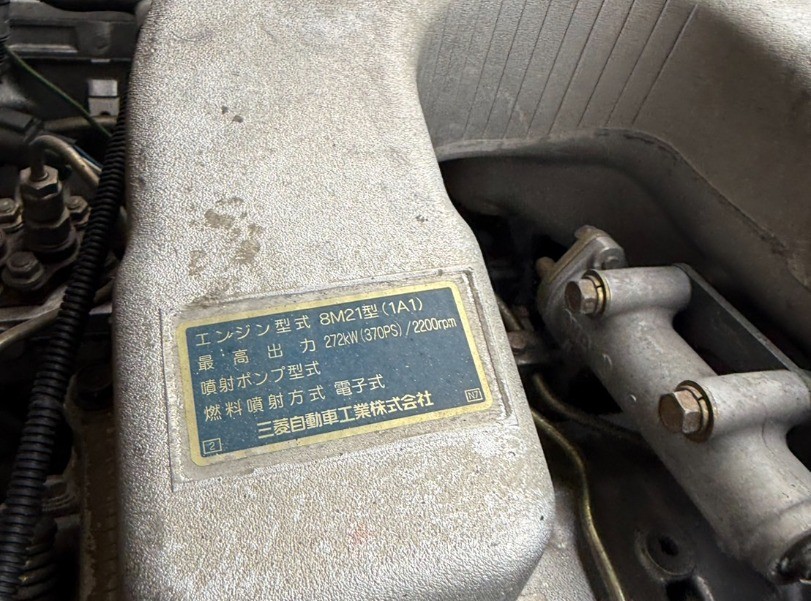 エンジン型式 8M21型(1A1)
最高出力 272kW(370PS)/2200rpm
噴射ポンプ型式
燃料噴射方式 電子式
2 三菱自動車工業株式会社 N7